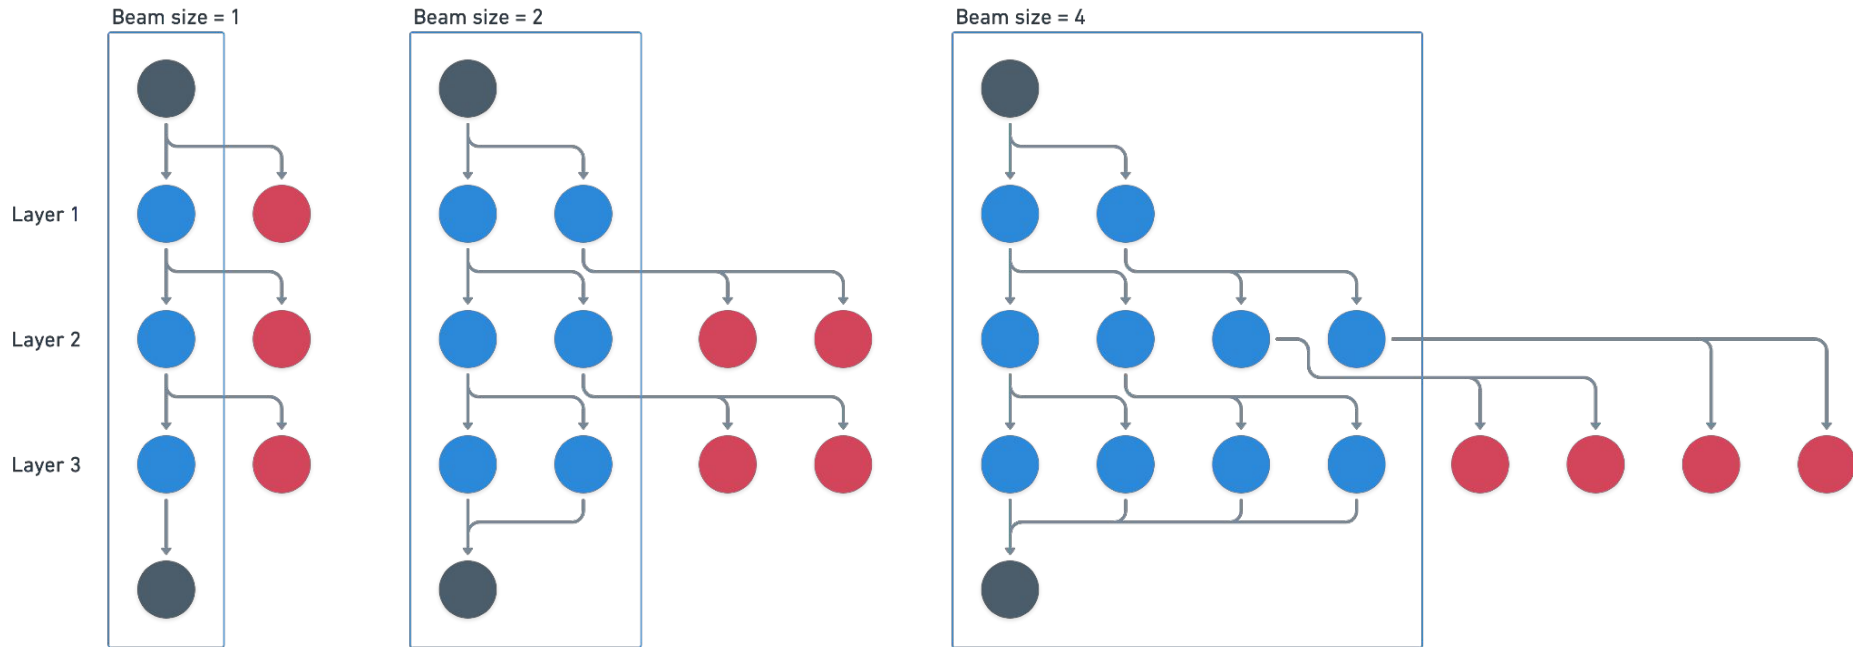 Beam size = 1
Beam size = 2
Beam size = 4
Layer 1
Layer 2
Layer 3